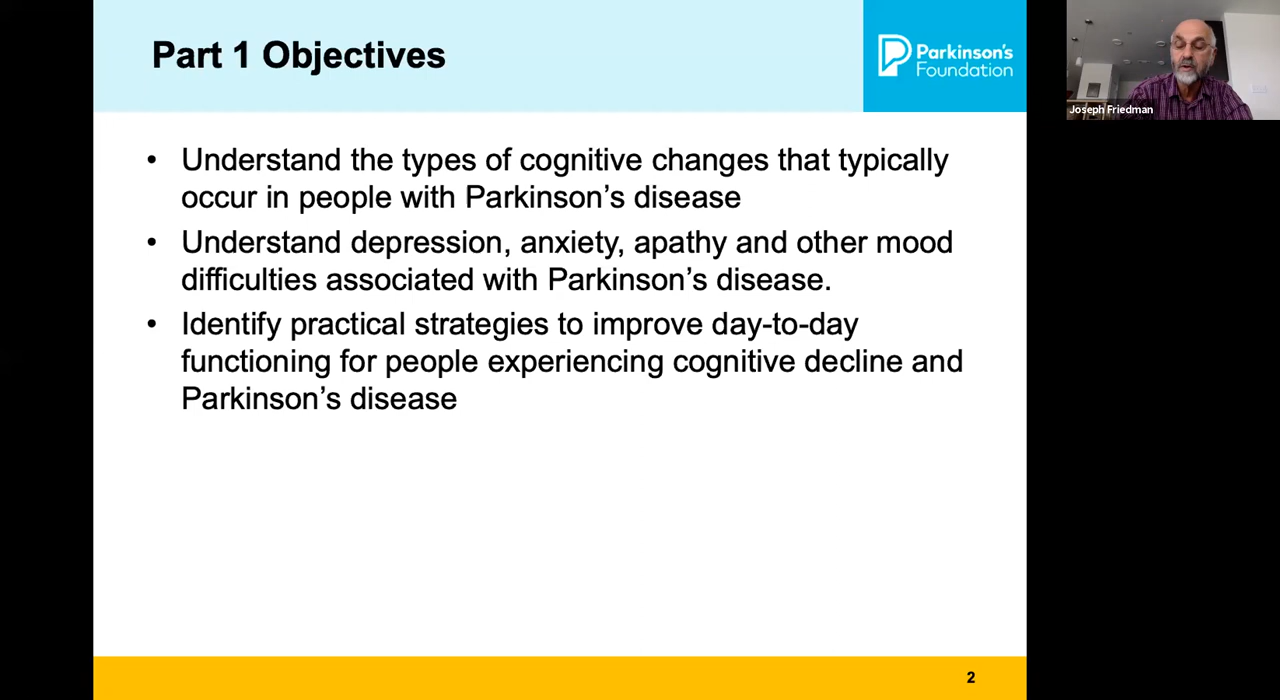 Part 1 Objectives
Parkinson's
Foundation
Joseph Friedman
• Understand the types of cognitive changes that typically
occur in people with Parkinson’s disease
• Understand depression, anxiety, apathy and other mood
difficulties associated with Parkinson’s disease.
• Identify practical strategies to improve day-to-day
functioning for people experiencing cognitive decline and
Parkinson’s disease
2